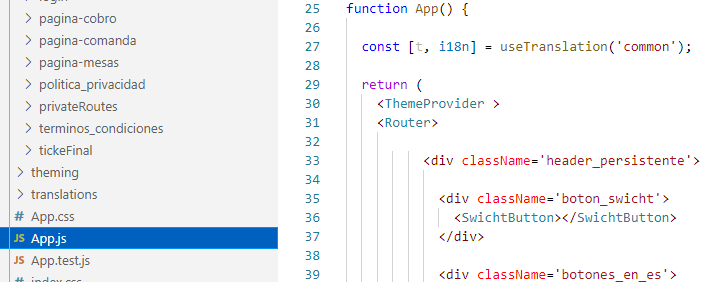 pagina-cobro
pagina-comanda
pagina-mesas
politica_privacidad
privateRoutes
terminos_condiciones
tickeFinal
theming
translations
# App.css
JS App.js
JS App.test.js
25 function App() {
26
27 const [t, i18n] = useTranslation('common');
28
29 return (
30 <ThemeProvider >
31 <Router>
32
33 <div className='header_persistente'>
34
35 <div className='boton_swicht'>
36 <SwichtButton></SwichtButton>
37 </div>
38
39 <div className='botones_en_es'>